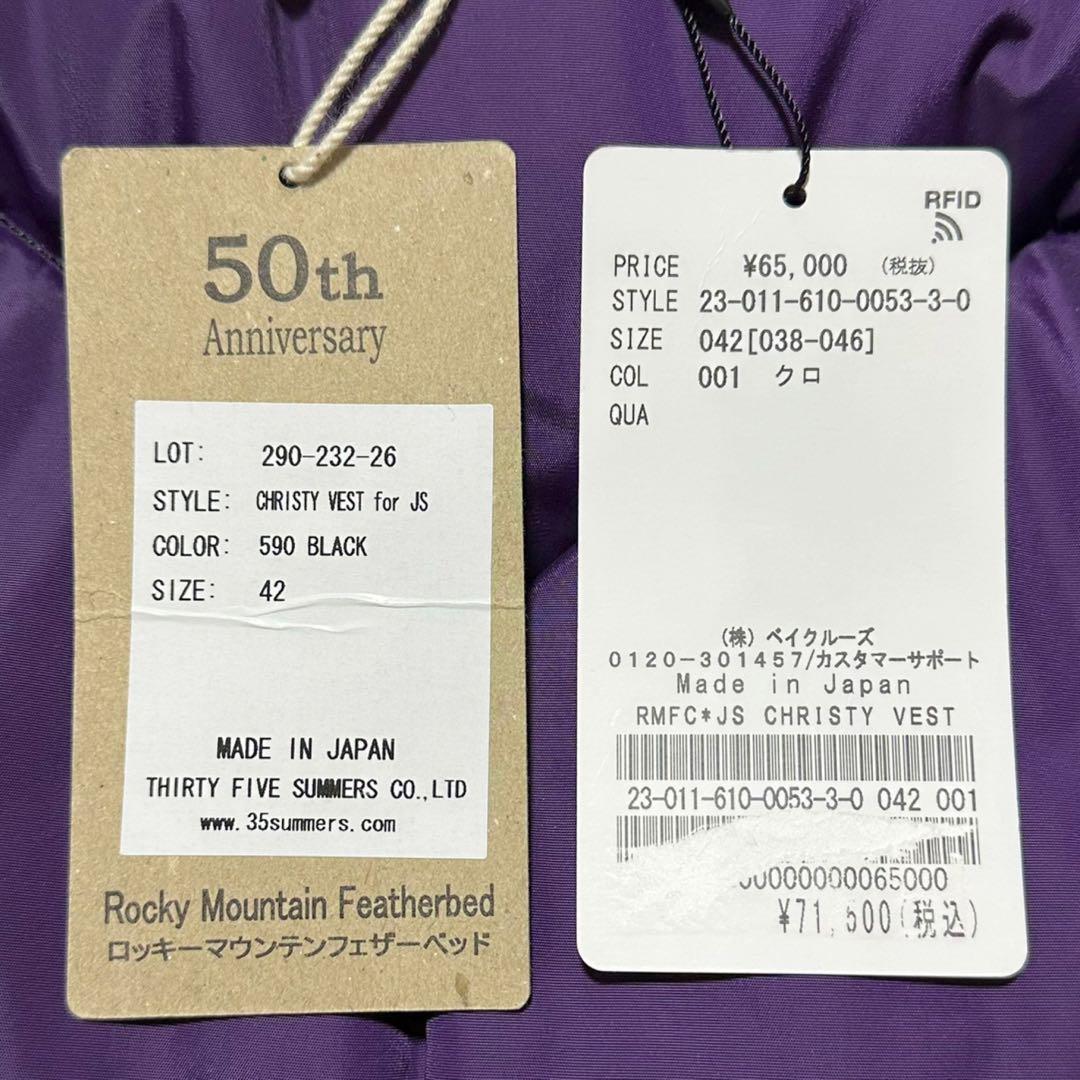 50th
Anniversary
LOT: 290-232-26
STYLE: CHRISTY VEST for JS
COLOR: 590 BLACK
SIZE: 42
MADE IN JAPAN
THIRTY FIVE SUMMERS CO.,LTD
www.35summers.com
Rocky Mountain Featherbed
ロッキーマウンテンフェザーベッド
RFID
PRICE ¥65,000 (税抜)
STYLE 23-011-610-0053-3-0
SIZE 042[038-046]
COL 001 クロ
QUA
(株) ベイクルーズ
0120-301457/カスタマーサポート
Made in Japan
RMFC*JS CHRISTY VEST
23-011-610-0053-3-0 042 001
¥71,500(税込)